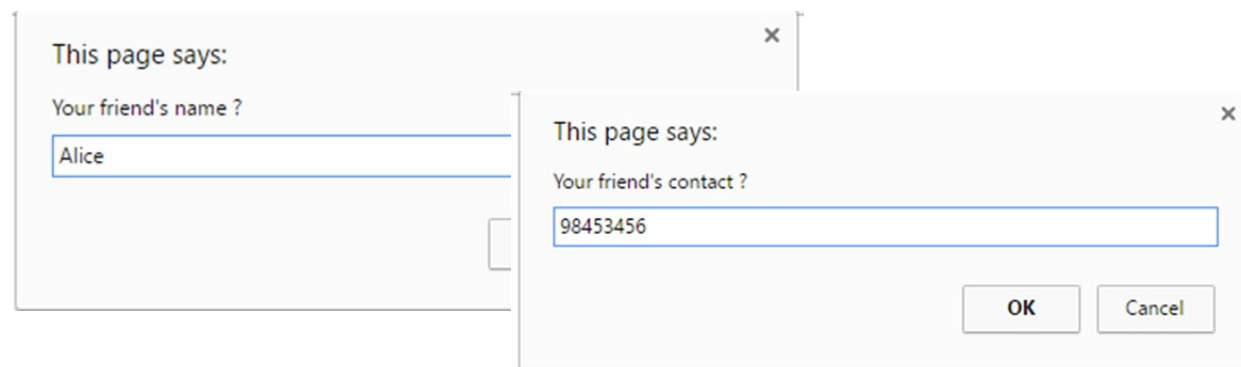 This page says:
Your friend's name ?
Alice
This page says:
Your friend's contact ?
98453456
OK Cancel